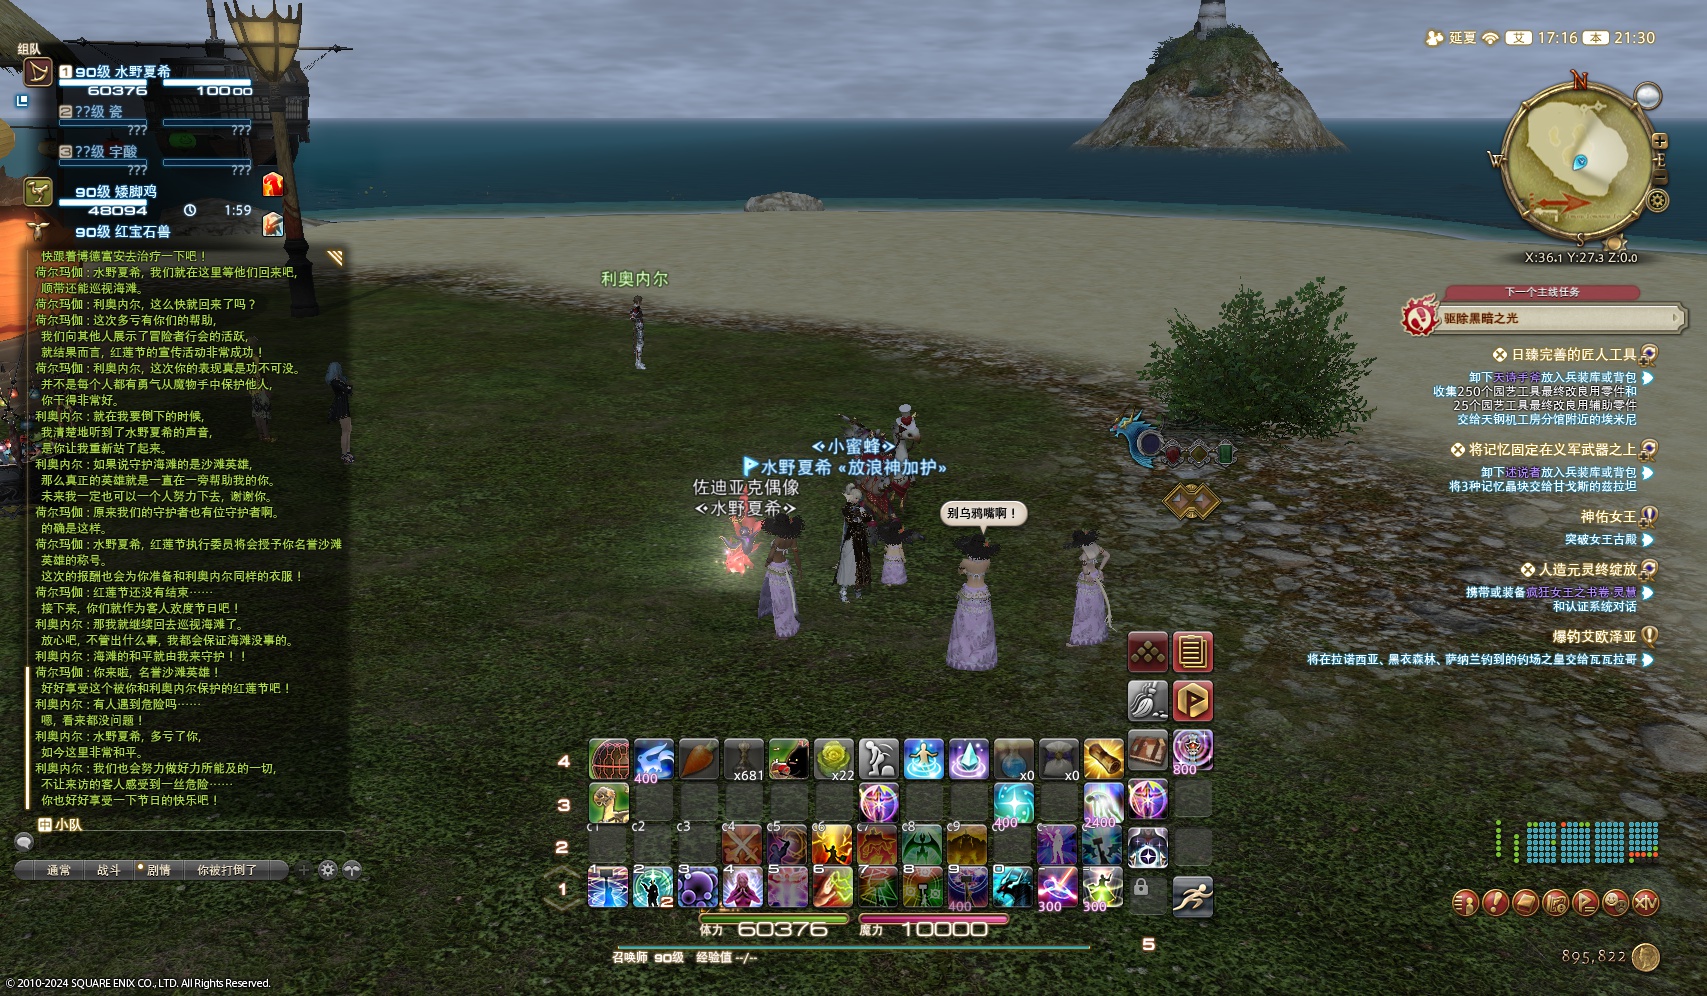 组队
1 90级 水野夏希
60376 10000
2 ??级 瓷
??? ???
3 ??级 宇酸
??? ???
90级 矮脚鸡
48094 1:59
90级 红宝石兽
快跟着博德富安去治疗一下吧！
荷尔玛伽：水野夏希, 我们就在这里等他们回来吧,
顺带还能巡视海滩。
荷尔玛伽：利奥内尔, 这么快就回来了吗？
荷尔玛伽：这次多亏有你们的帮助,
我们向其他人展示了冒险者行会的活跃,
就结果而言, 红莲节的宣传活动非常成功！
荷尔玛伽：利奥内尔, 这次你的表现真是功不可没。
并不是每个人都有勇气从魔物手中保护他人,
你干得非常好。
利奥内尔：就在我要倒下的时候,
我清楚地听到了水野夏希的声音,
是你让我重新站了起来。
利奥内尔：如果说守护海滩的是沙滩英雄,
那么真正的英雄就是一直在一旁帮助我的你。
未来我一定也可以一个人努力下去, 谢谢你。
荷尔玛伽：原来我们的守护者也有位守护者啊。
的确是这样。
荷尔玛伽：水野夏希, 红莲节执行委员将会授予你名誉沙滩
英雄的称号。
这次的报酬也会为你准备和利奥内尔同样的衣服！
荷尔玛伽：红莲节还没有结束……
接下来, 你们就作为客人欢度节日吧！
利奥内尔：那我就继续回去巡视海滩了。
放心吧, 不管出什么事, 我都会保证海滩没事的。
利奥内尔：海滩的和平就由我来守护！！
荷尔玛伽：你来啦, 名誉沙滩英雄！
好好享受这个被你和利奥内尔保护的红莲节吧！
利奥内尔：有人遇到危险吗……
嗯, 看来都没问题！
利奥内尔：水野夏希, 多亏了你,
如今这里非常和平。
利奥内尔：我们也会努力做好力所能及的一切,
不让来访的客人感受到一丝危险……
你也好好享受一下节日的快乐吧！
小队
通常 战斗 剧情 你被打倒了
利奥内尔
小蜜蜂
水野夏希 «放浪神加护»
佐迪亚克偶像
水野夏希
别乌鸦嘴啊！
延夏 艾 17:16 本 21:30
N
W E
S
X:36.1 Y:27.3 Z:0.0
下一个主线任务
驱除黑暗之光
日臻完善的匠人工具
卸下天诗手斧放入兵装库或背包
收集250个园艺工具最终改良用零件和
25个园艺工具最终改良用辅助零件
交给天钢机工房分馆附近的埃米尼
将记忆固定在义军武器之上
卸下述说者放入兵装库或背包
将3种记忆晶块交给甘戈斯的兹拉坦
神佑女王
突破女王古殿
人造元灵终绽放
携带或装备疯狂女王之书卷·灵慧
和认证系统对话
爆钓艾欧泽亚
将在拉诺西亚、黑衣森林、萨纳兰钓到的钓场之皇交给瓦瓦拉哥
4 400 x681 x22 x0 x0 800
3 400 2400
c1 c2 c3 c4 c5 c6 c7 c8 c9 c0
2
1 2 3 4 5 6 7 8 9 0
1 2 400 300 300
体力 60376 魔力 10000
5
召唤师 90级 经验值 --/--
895,822
© 2010-2024 SQUARE ENIX CO., LTD. All Rights Reserved.